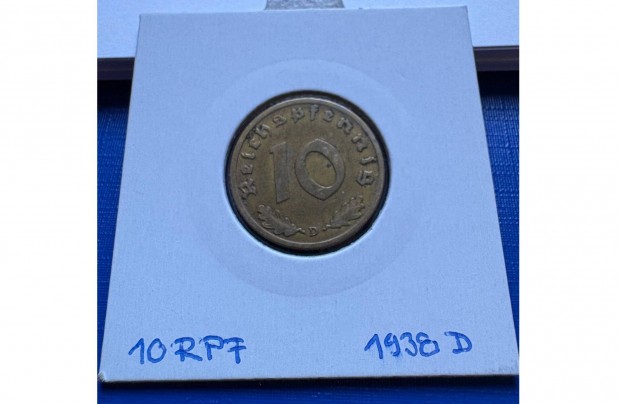 Reichspfennig
10
D
10 RPF 1938 D